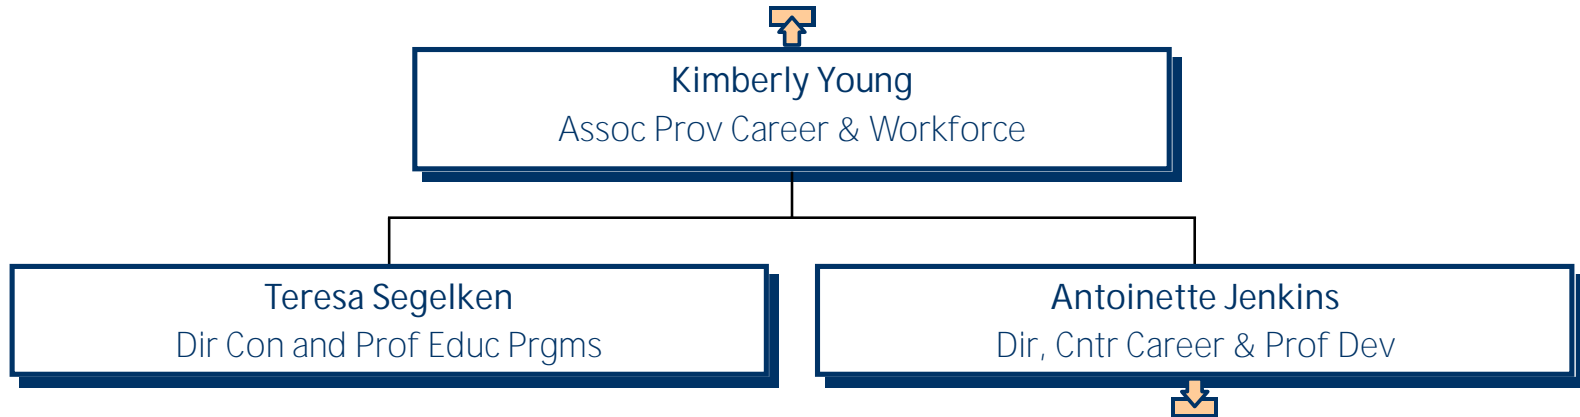 Kimberly Young
Assoc Prov Career & Workforce
Teresa Segelken
Dir Con and Prof Educ Prgms
Antoinette Jenkins
Dir, Cntr Career & Prof Dev